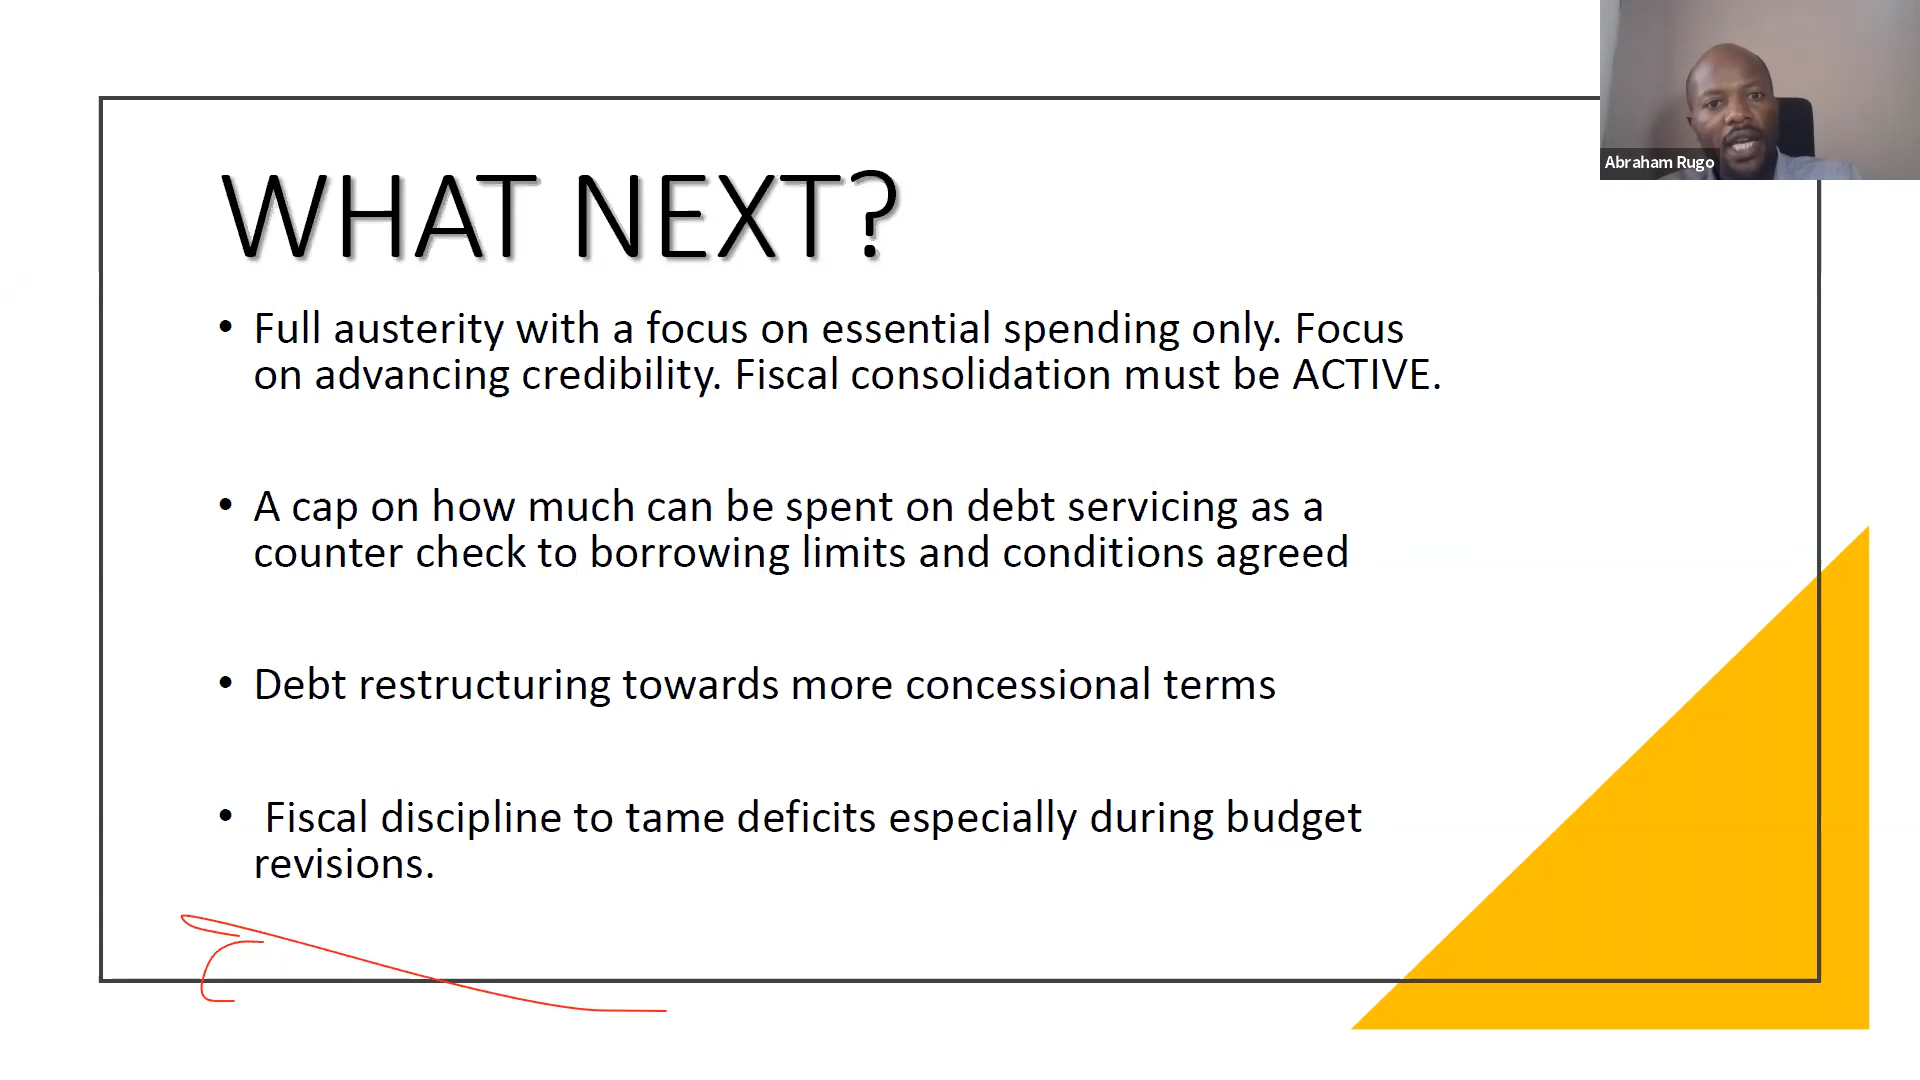 Abraham Rugo
WHAT NEXT?
• Full austerity with a focus on essential spending only. Focus
on advancing credibility. Fiscal consolidation must be ACTIVE.
• A cap on how much can be spent on debt servicing as a
counter check to borrowing limits and conditions agreed
• Debt restructuring towards more concessional terms
• Fiscal discipline to tame deficits especially during budget
revisions.